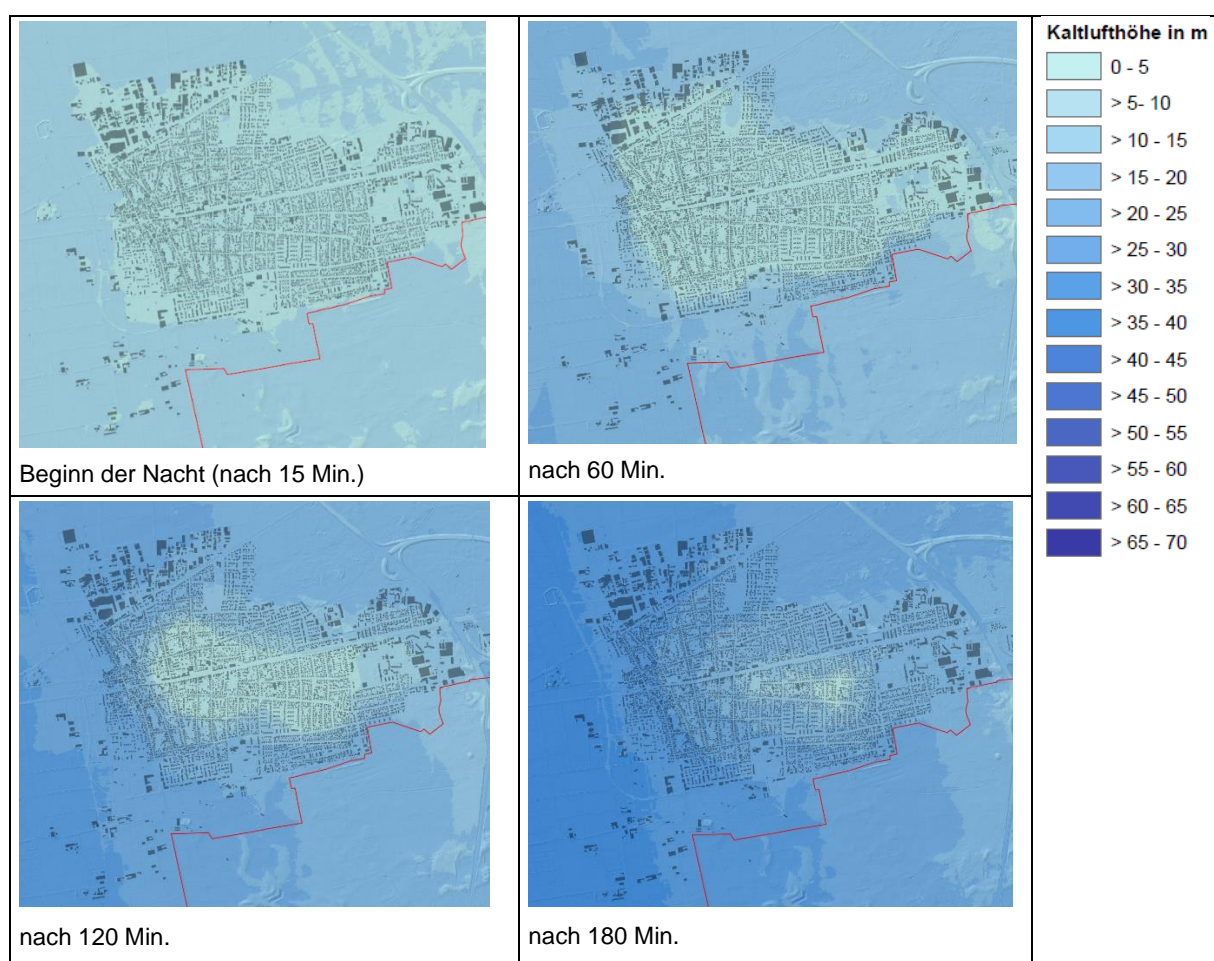 Kaltlufthöhe in m
0 - 5
> 5- 10
> 10 - 15
> 15 - 20
> 20 - 25
> 25 - 30
> 30 - 35
> 35 - 40
> 40 - 45
> 45 - 50
> 50 - 55
> 55 - 60
> 60 - 65
> 65 - 70
Beginn der Nacht (nach 15 Min.)
nach 60 Min.
nach 120 Min.
nach 180 Min.